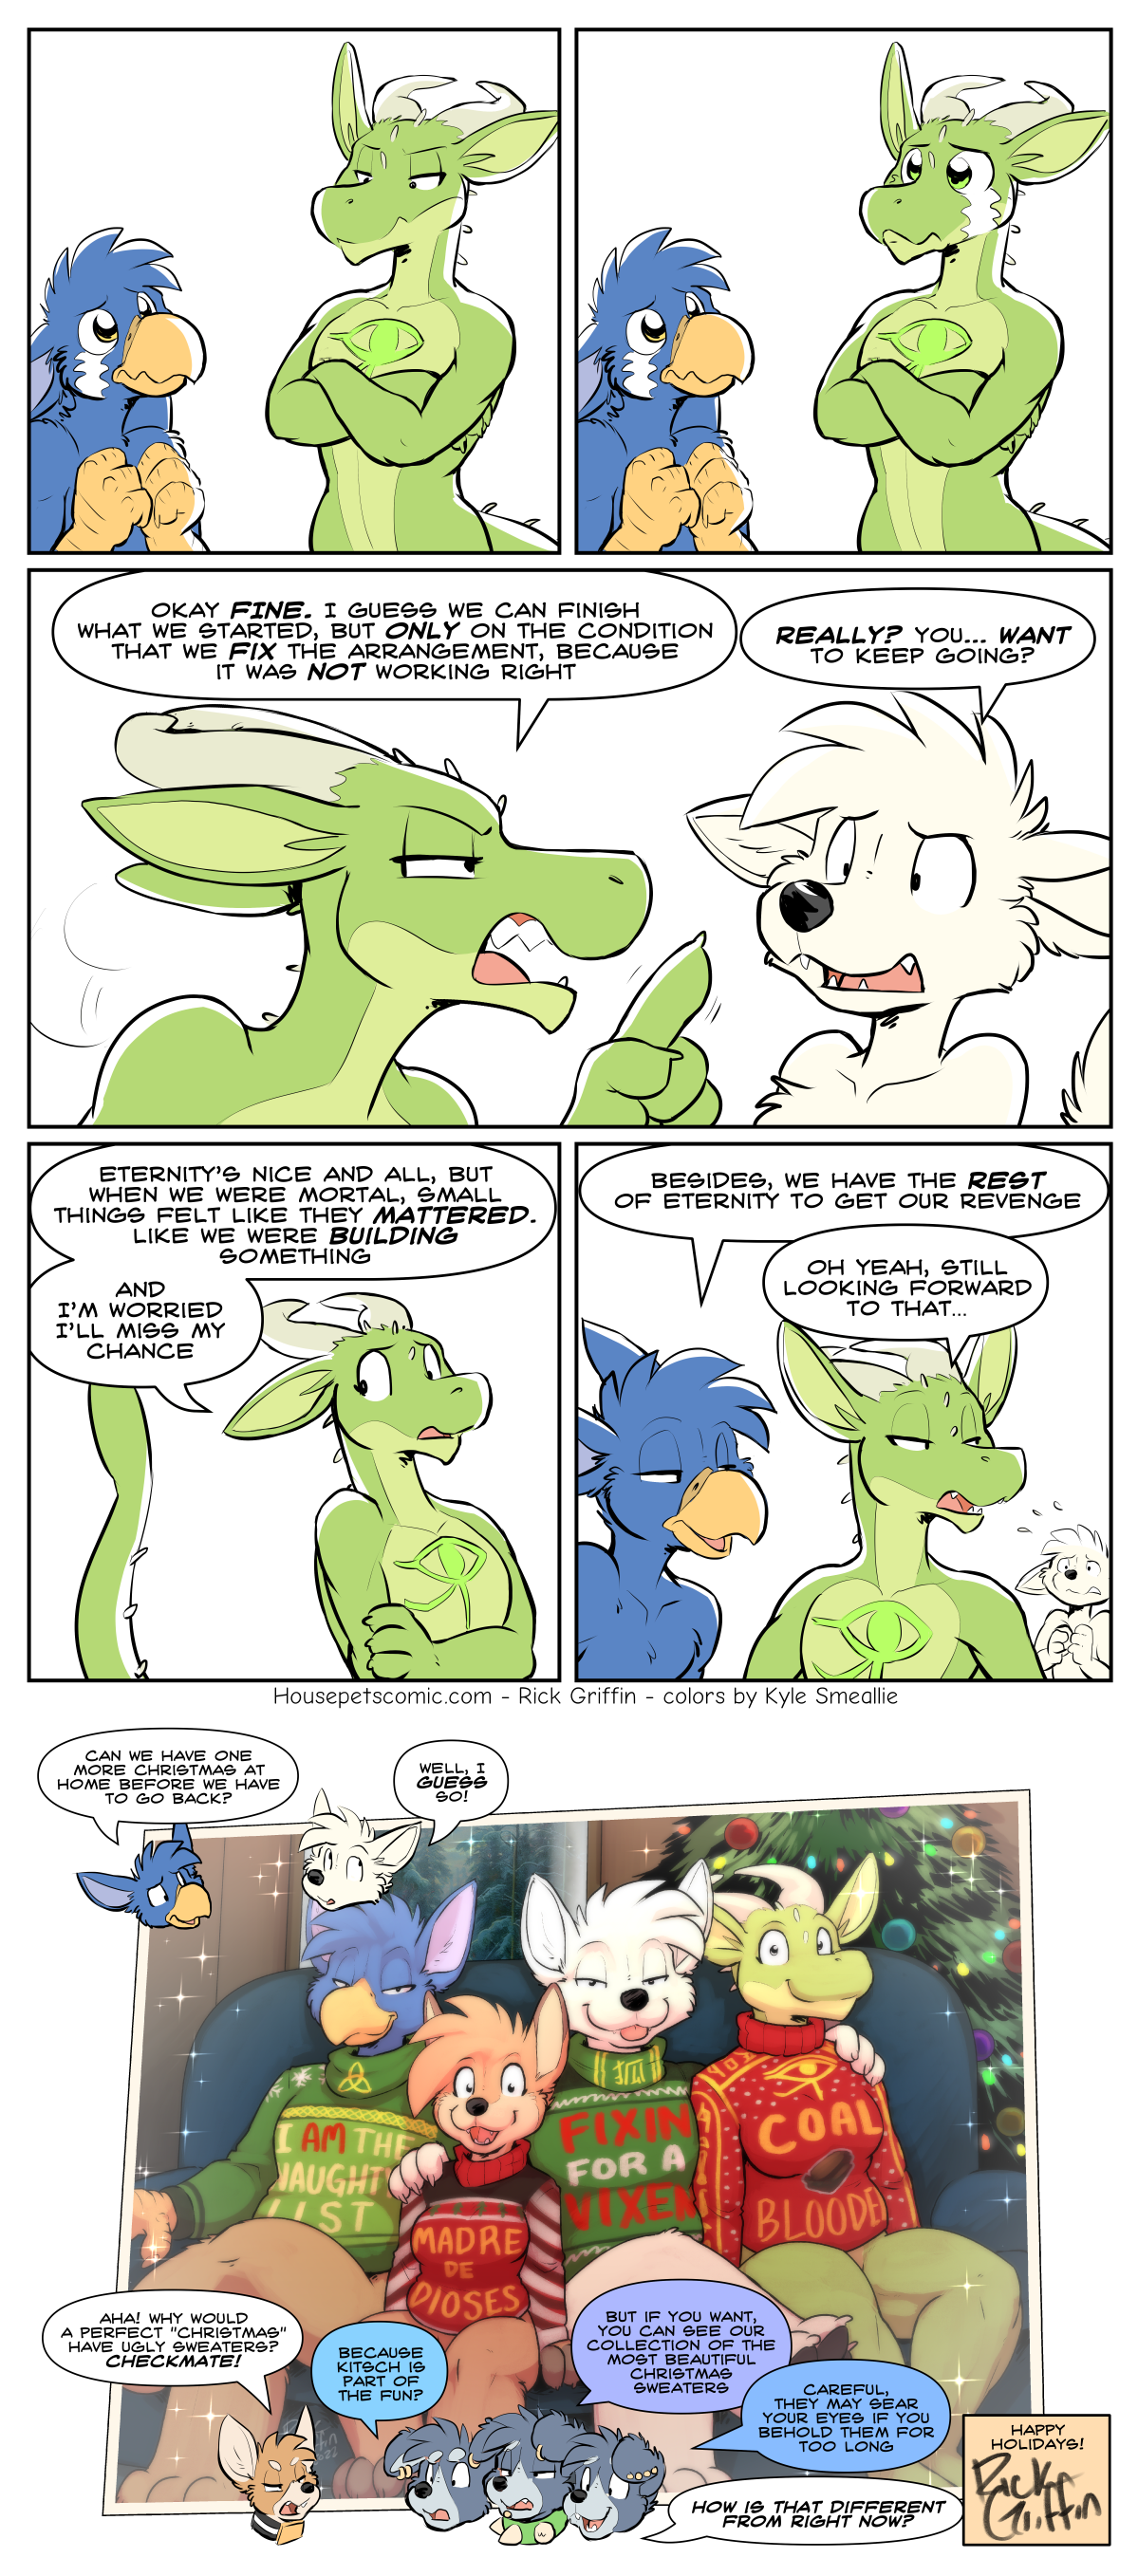 OKAY FINE. I GUESS WE CAN FINISH
WHAT WE STARTED, BUT ONLY ON THE CONDITION
THAT WE FIX THE ARRANGEMENT, BECAUSE
IT WAS NOT WORKING RIGHT
REALLY? YOU... WANT
TO KEEP GOING?
ETERNITY'S NICE AND ALL, BUT
WHEN WE WERE MORTAL, SMALL
THINGS FELT LIKE THEY MATTERED.
LIKE WE WERE BUILDING
SOMETHING
AND
I'M WORRIED
I'LL MISS MY
CHANCE
BESIDES, WE HAVE THE REST
OF ETERNITY TO GET OUR REVENGE
OH YEAH, STILL
LOOKING FORWARD
TO THAT...
Housepetscomic.com - Rick Griffin - colors by Kyle Smeallie
CAN WE HAVE ONE
MORE CHRISTMAS AT
HOME BEFORE WE HAVE
TO GO BACK?
WELL, I
GUESS
SO!
I AM THE
NAUGHTY
LIST
MADRE
DE
DIOSES
FIXIN
FOR A
VIXEN
COAL
BLOODE
AHA! WHY WOULD
A PERFECT "CHRISTMAS"
HAVE UGLY SWEATERS?
CHECKMATE!
BECAUSE
KITSCH IS
PART OF
THE FUN?
BUT IF YOU WANT,
YOU CAN SEE OUR
COLLECTION OF THE
MOST BEAUTIFUL
CHRISTMAS
SWEATERS
CAREFUL,
THEY MAY SEAR
YOUR EYES IF YOU
BEHOLD THEM FOR
TOO LONG
HOW IS THAT DIFFERENT
FROM RIGHT NOW?
HAPPY
HOLIDAYS!
Rick
Griffin